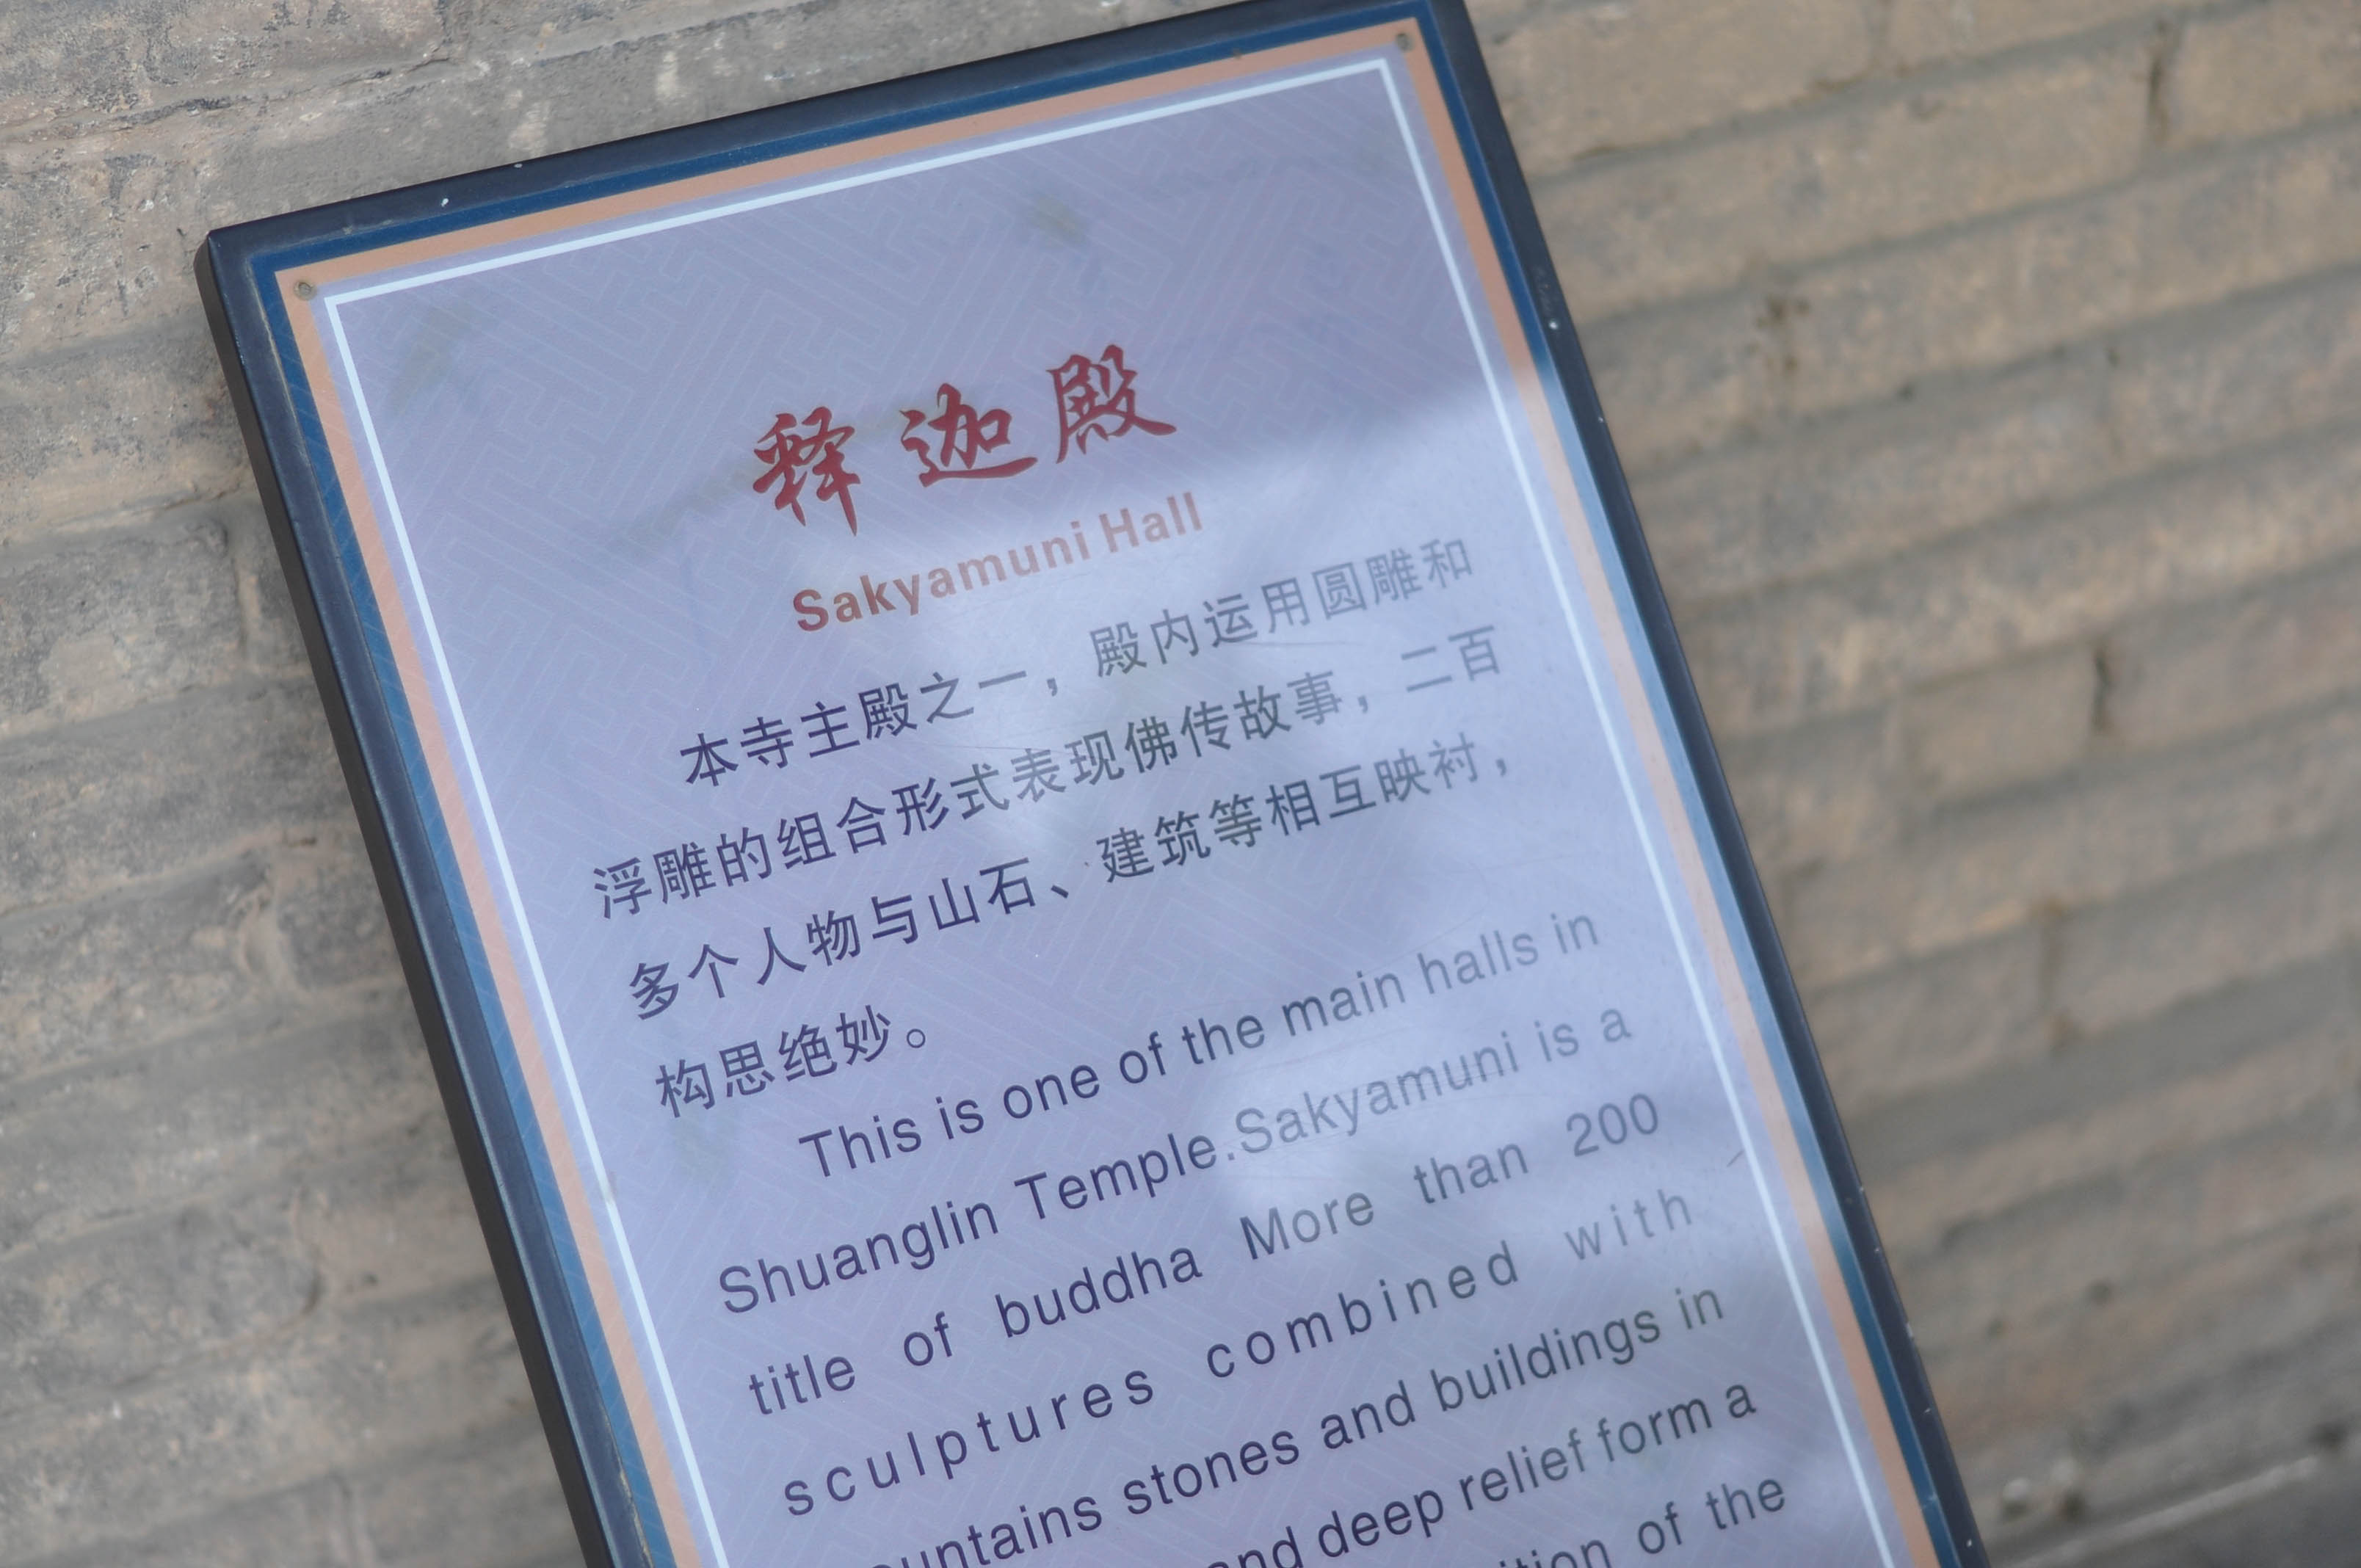 释迦殿
Sakyamuni Hall
本寺主殿之一，殿内运用圆雕和
浮雕的组合形式表现佛传故事，二百
多个人物与山石、建筑等相互映衬，
构思绝妙。
This is one of the main halls in
Shuanglin Temple.Sakyamuni is a
title of buddha More than 200
sculptures combined with
stones and buildings in
and deep relief form a
of the